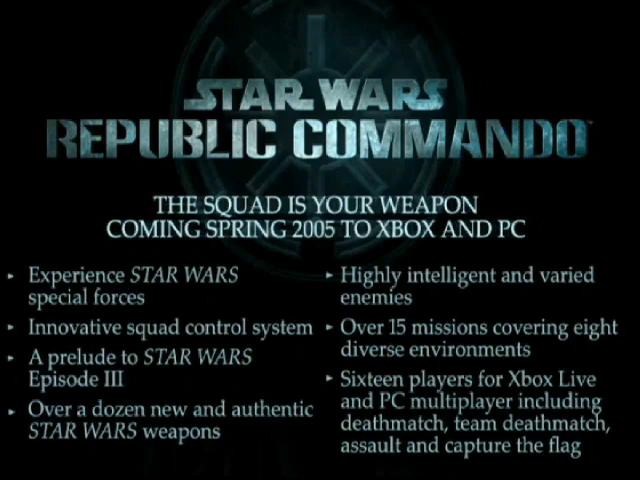 STAR WARS
REPUBLIC COMMANDO™
THE SQUAD IS YOUR WEAPON
COMING SPRING 2005 TO XBOX AND PC
‣ Experience STAR WARS
special forces
‣ Innovative squad control system
‣ A prelude to STAR WARS
Episode III
‣ Over a dozen new and authentic
STAR WARS weapons
‣ Highly intelligent and varied
enemies
‣ Over 15 missions covering eight
diverse environments
‣ Sixteen players for Xbox Live
and PC multiplayer including
deathmatch, team deathmatch,
assault and capture the flag